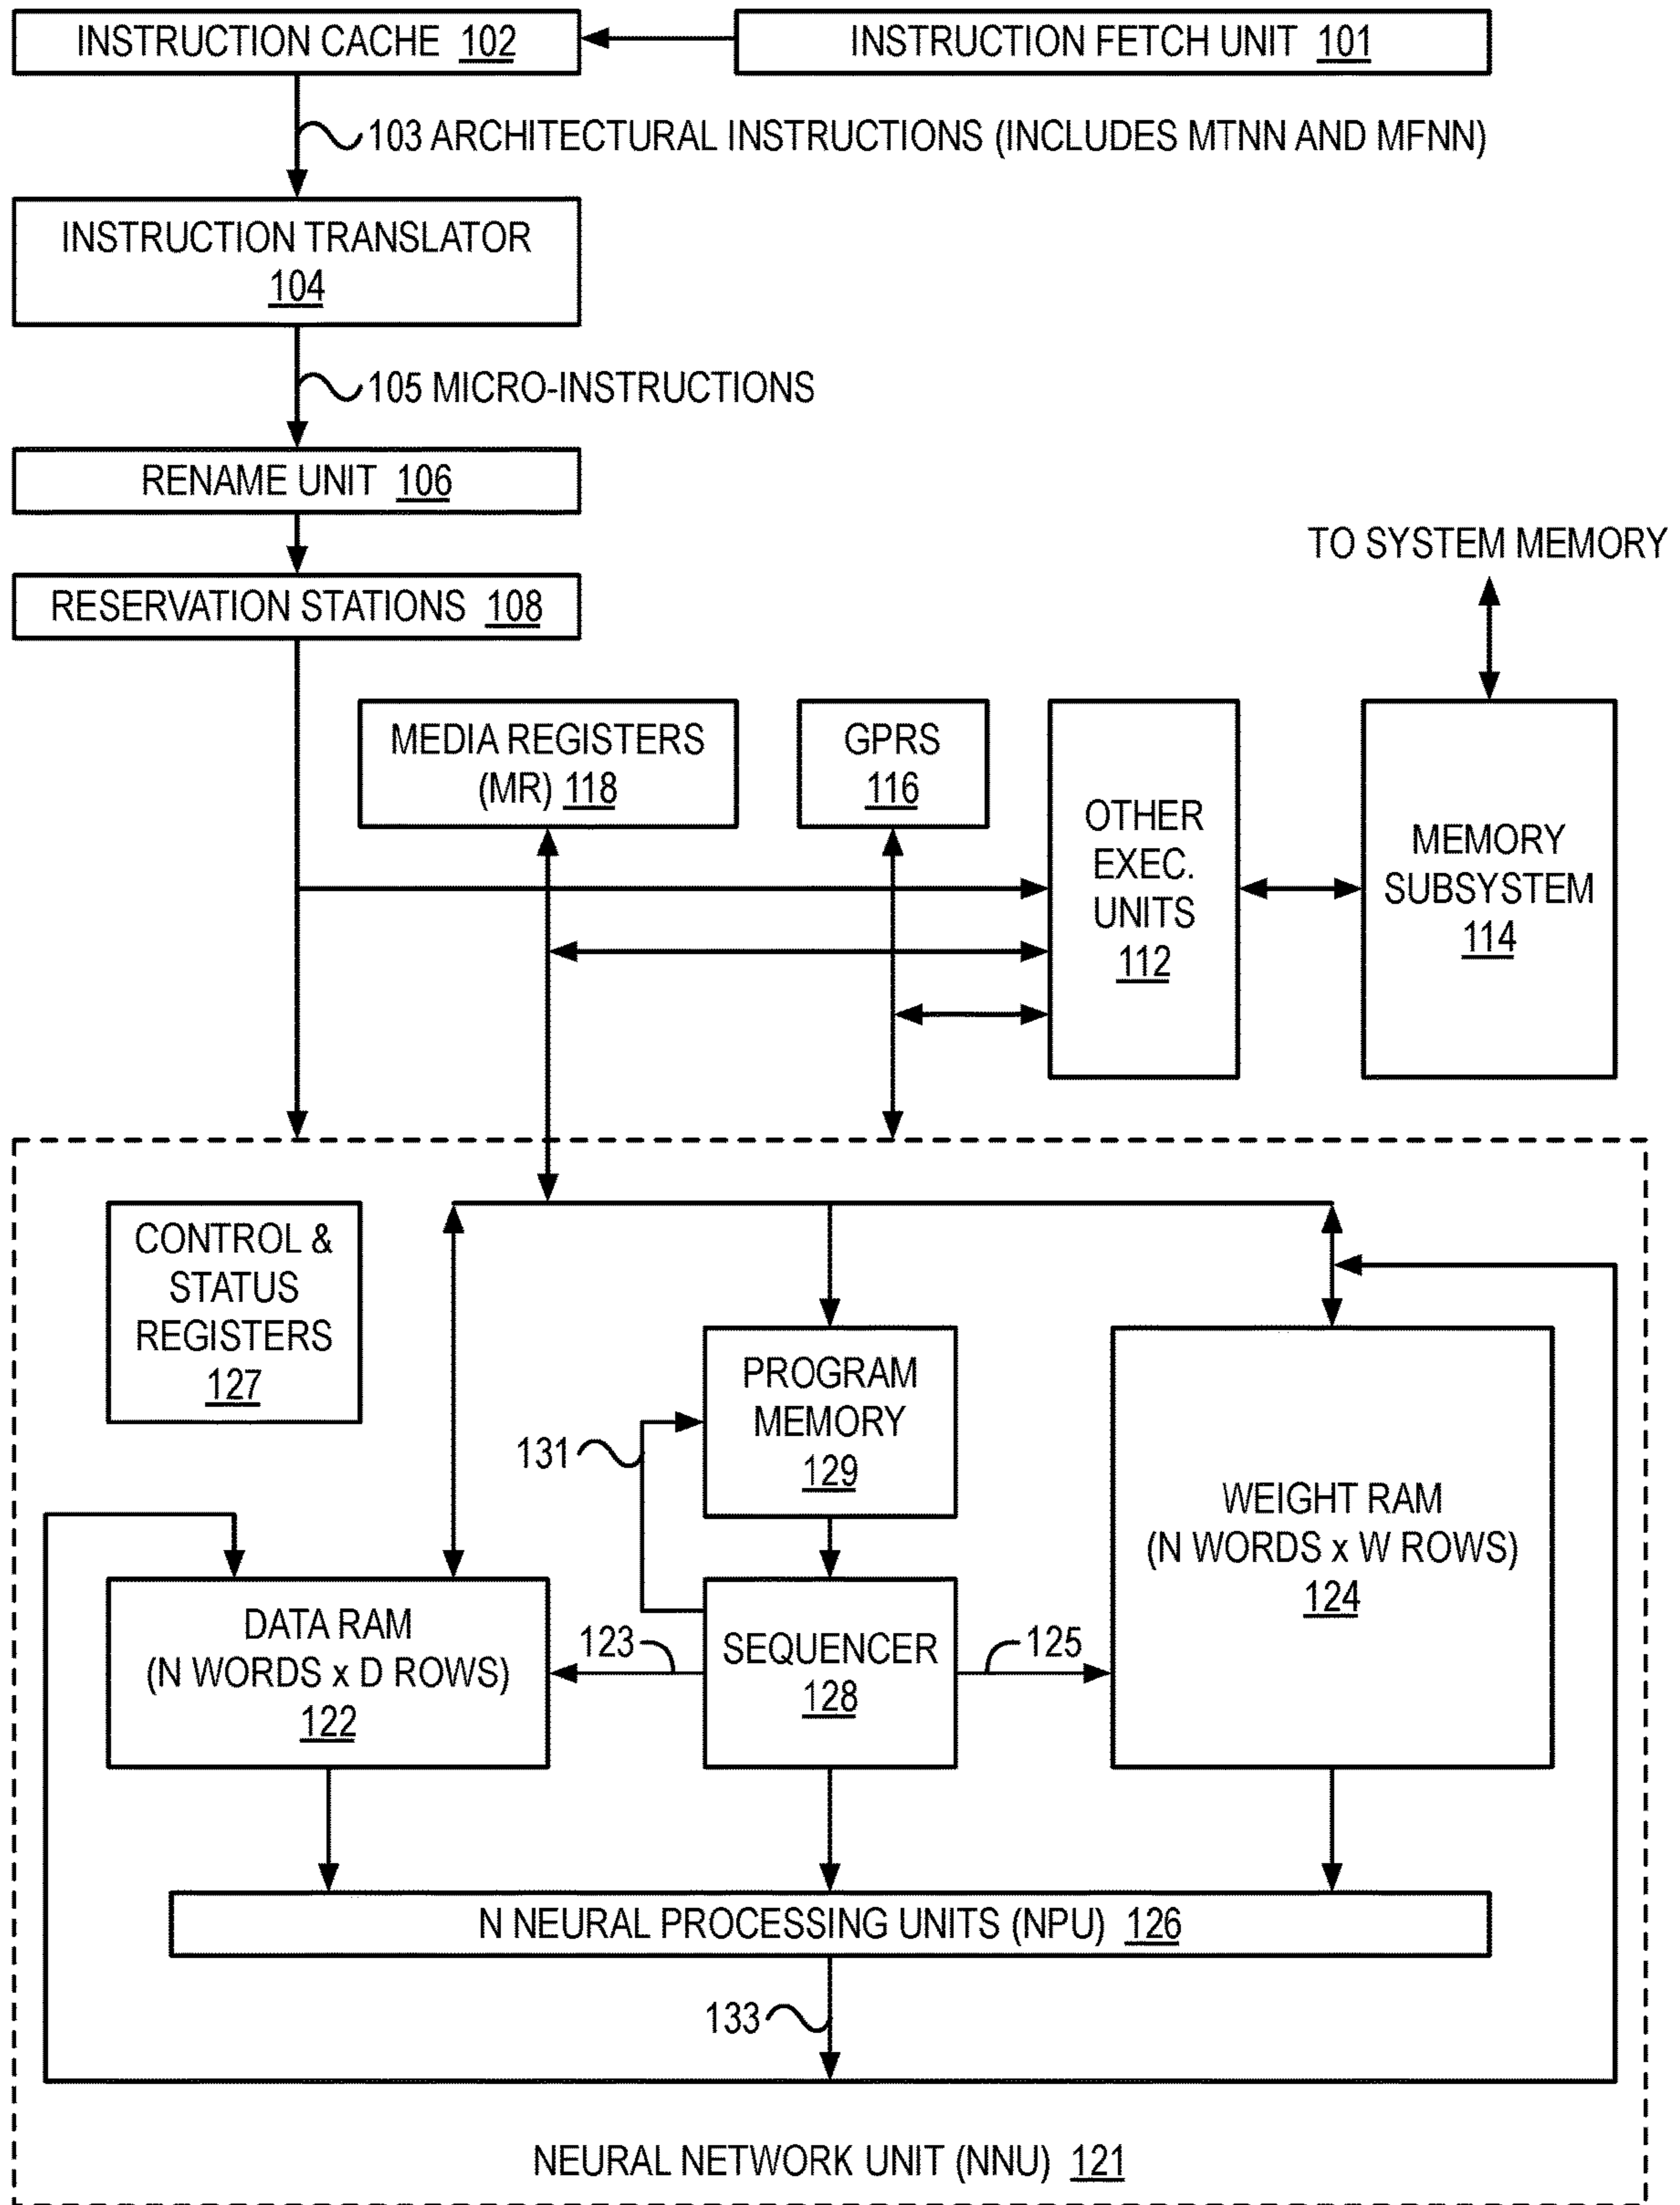 INSTRUCTION CACHE 102
INSTRUCTION FETCH UNIT 101
103 ARCHITECTURAL INSTRUCTIONS (INCLUDES MTNN AND MFNN)
INSTRUCTION TRANSLATOR
104
105 MICRO-INSTRUCTIONS
RENAME UNIT 106
RESERVATION STATIONS 108
TO SYSTEM MEMORY
MEDIA REGISTERS
(MR) 118
GPRS
116
OTHER
EXEC.
UNITS
112
MEMORY
SUBSYSTEM
114
CONTROL &
STATUS
REGISTERS
127
PROGRAM
MEMORY
129
131
WEIGHT RAM
(N WORDS x W ROWS)
124
DATA RAM
(N WORDS x D ROWS)
122
123
SEQUENCER
128
125
N NEURAL PROCESSING UNITS (NPU) 126
133
NEURAL NETWORK UNIT (NNU) 121